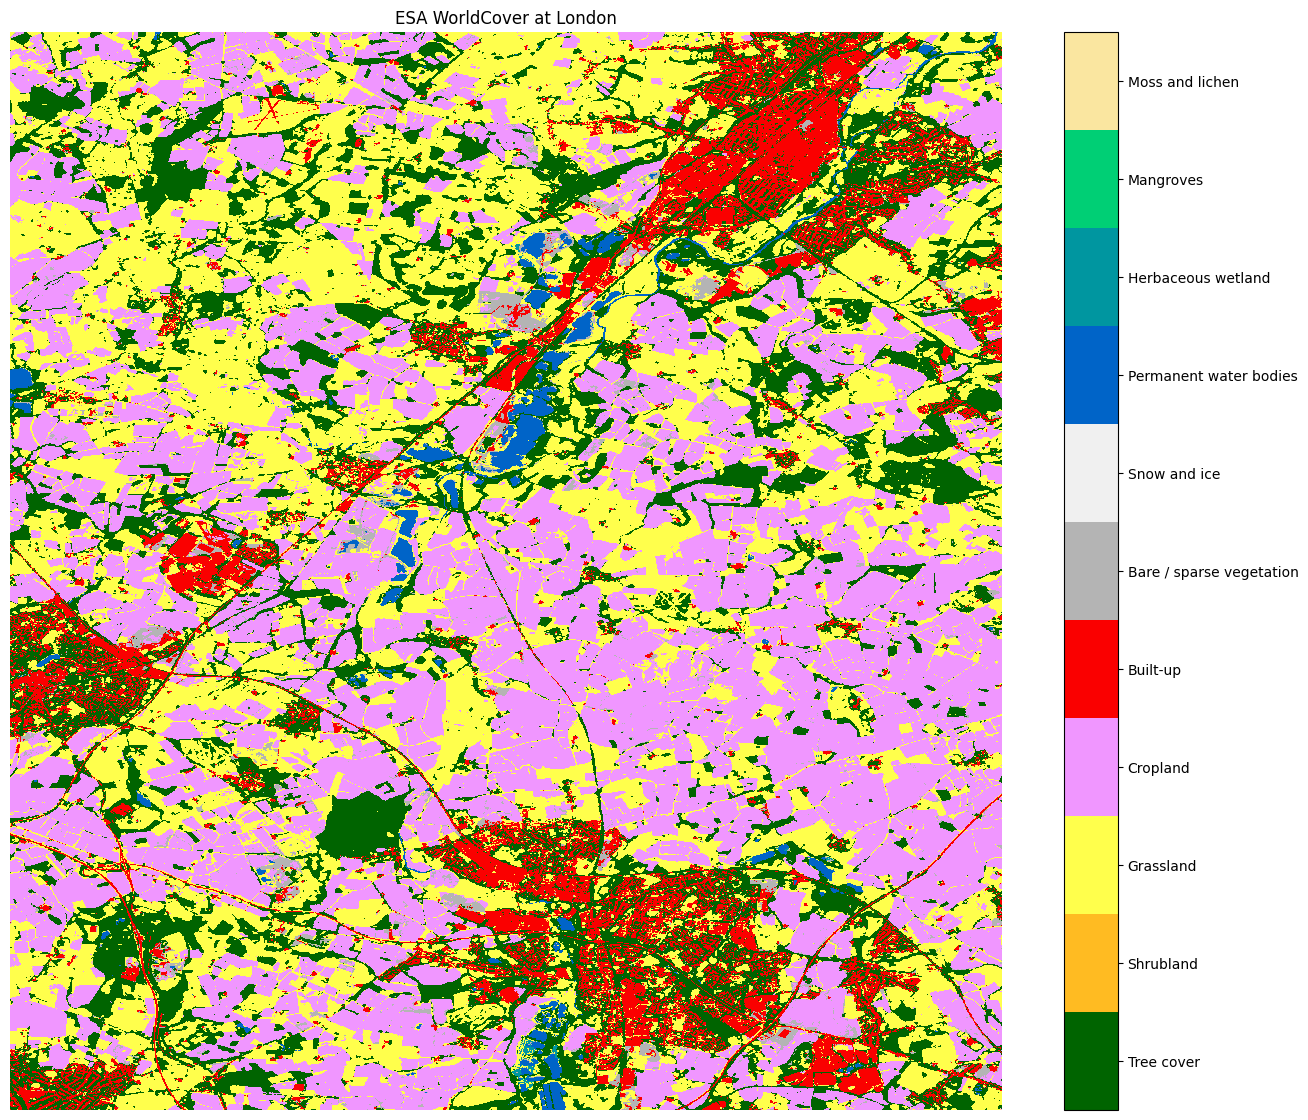 ESA WorldCover at London
Moss and lichen
Mangroves
Herbaceous wetland
Permanent water bodies
Snow and ice
Bare / sparse vegetation
Built-up
Cropland
Grassland
Shrubland
Tree cover